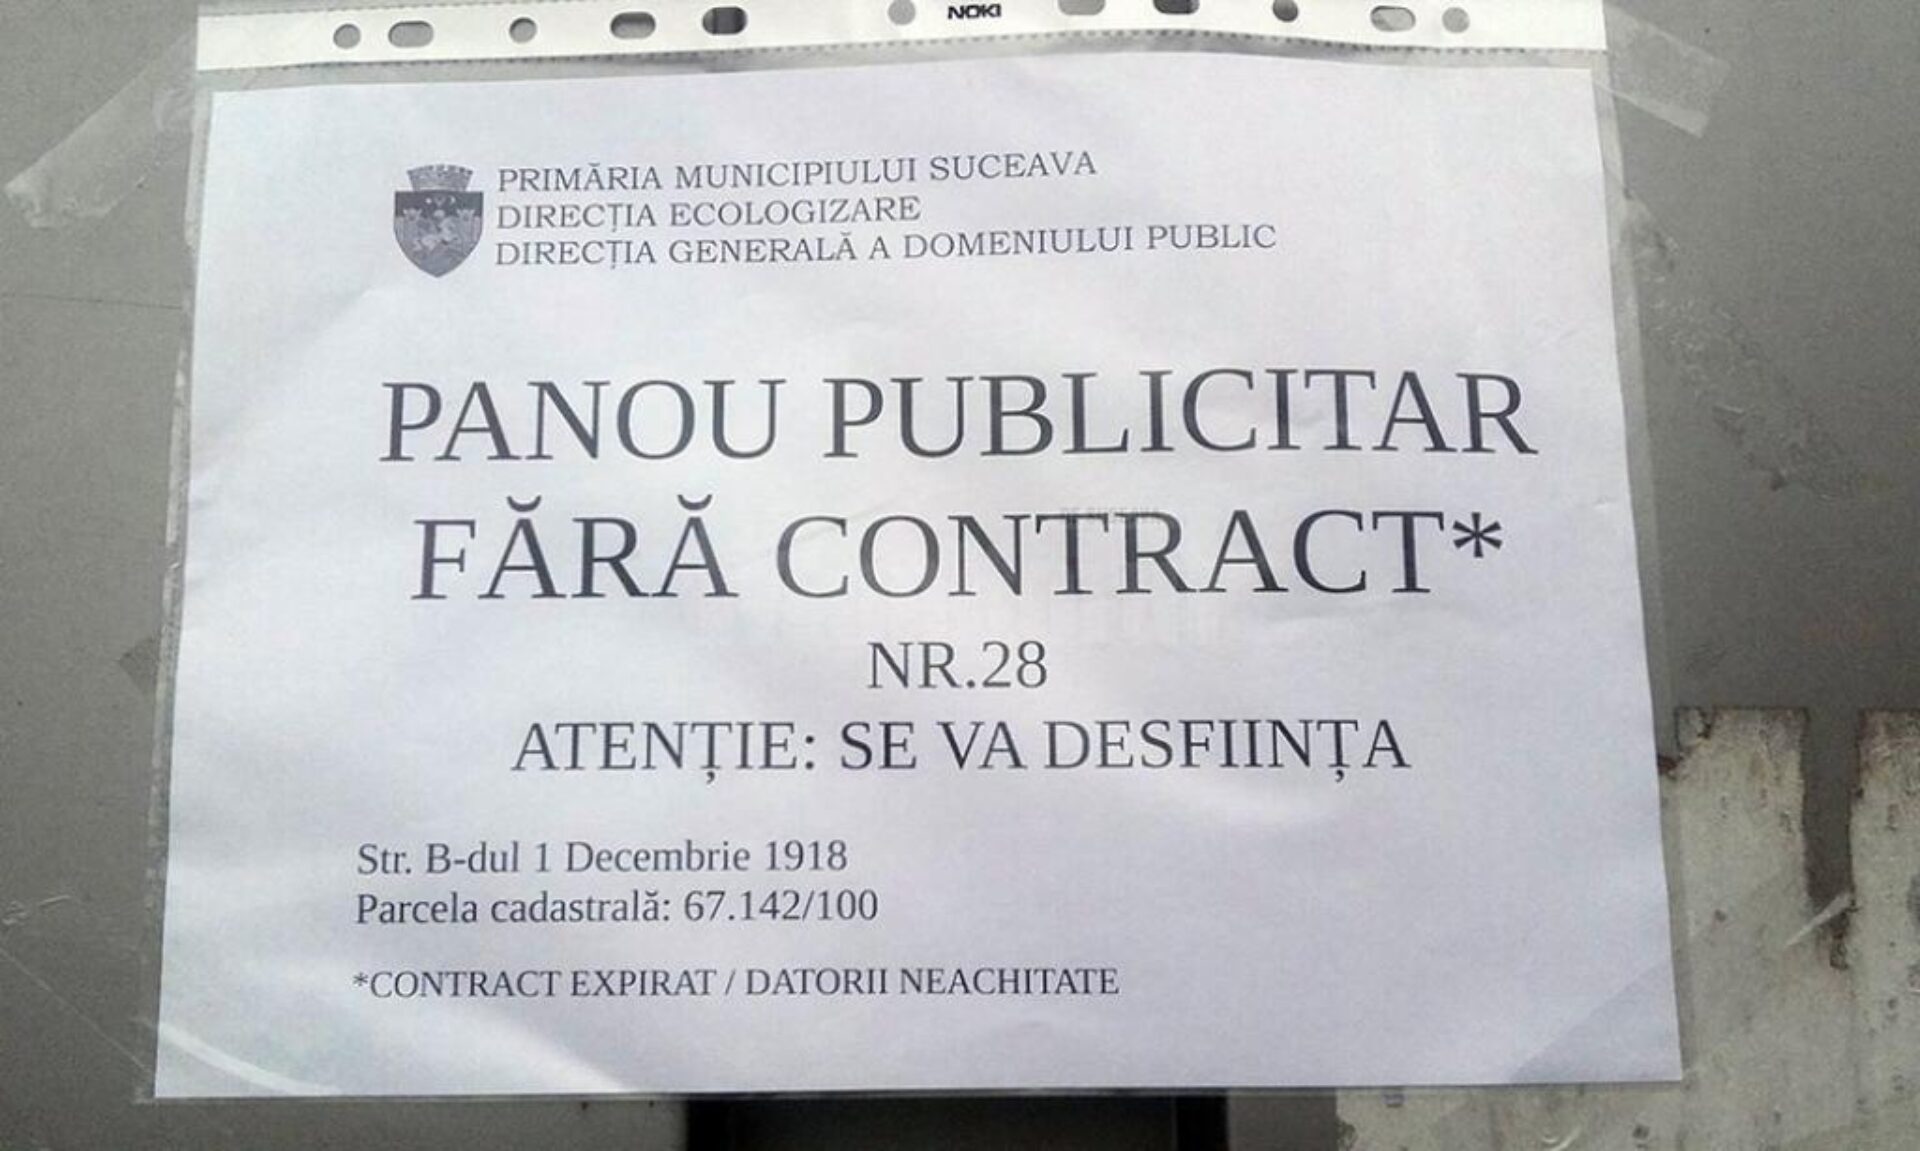 NOKI
PRIMĂRIA MUNICIPIULUI SUCEAVA
DIRECȚIA ECOLOGIZARE
DIRECȚIA GENERALĂ A DOMENIULUI PUBLIC
PANOU PUBLICITAR
FĂRĂ CONTRACT*
NR.28
ATENȚIE: SE VA DESFIINȚA
Str. B-dul 1 Decembrie 1918
Parcela cadastrală: 67.142/100
*CONTRACT EXPIRAT / DATORII NEACHITATE